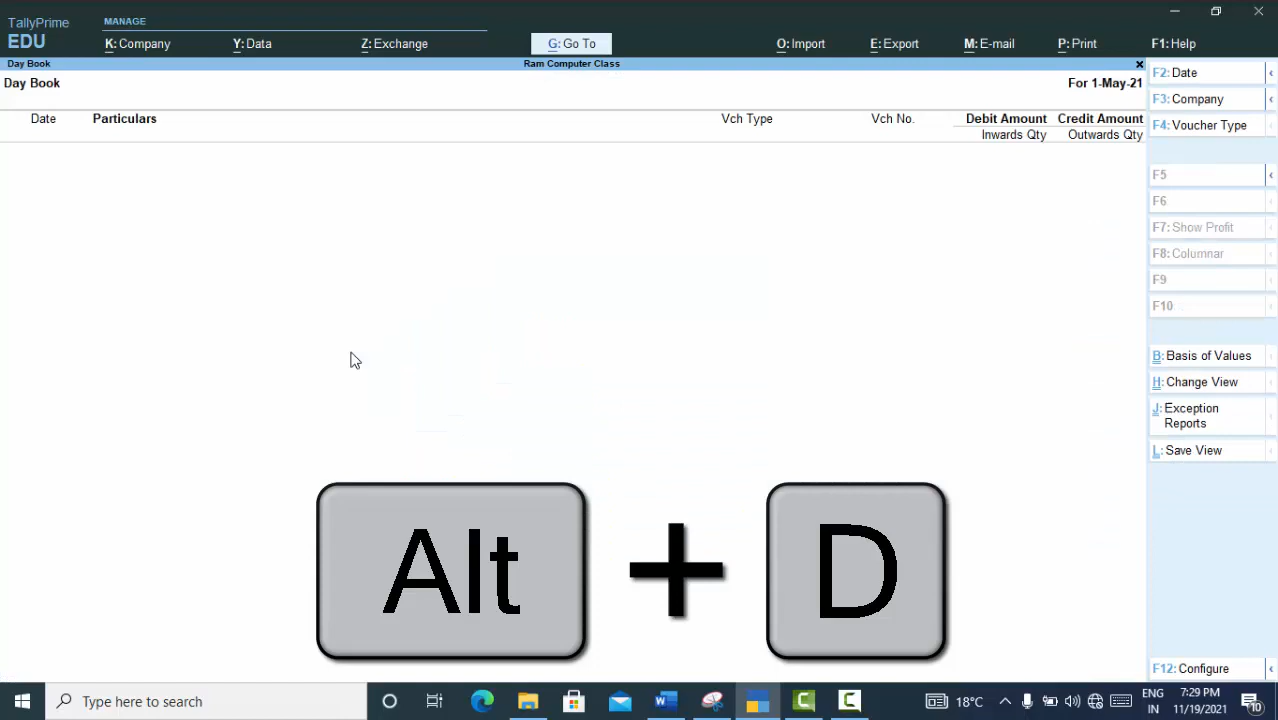 TallyPrime
EDU
MANAGE
K: Company
Y: Data
Z: Exchange
G: Go To
O: Import
E: Export
M: E-mail
P: Print
F1: Help
Day Book
Ram Computer Class
Day Book
For 1-May-21
Date
Particulars
Vch Type
Vch No.
Debit Amount
Credit Amount
Inwards Qty
Outwards Qty
F2: Date
F3: Company
F4: Voucher Type
F5
F6
F7: Show Profit
F8: Columnar
F9
F10
B: Basis of Values
H: Change View
J: Exception
Reports
L: Save View
F12: Configure
Alt + D
Type here to search
18°C
ENG
IN
7:29 PM
11/19/2021
10